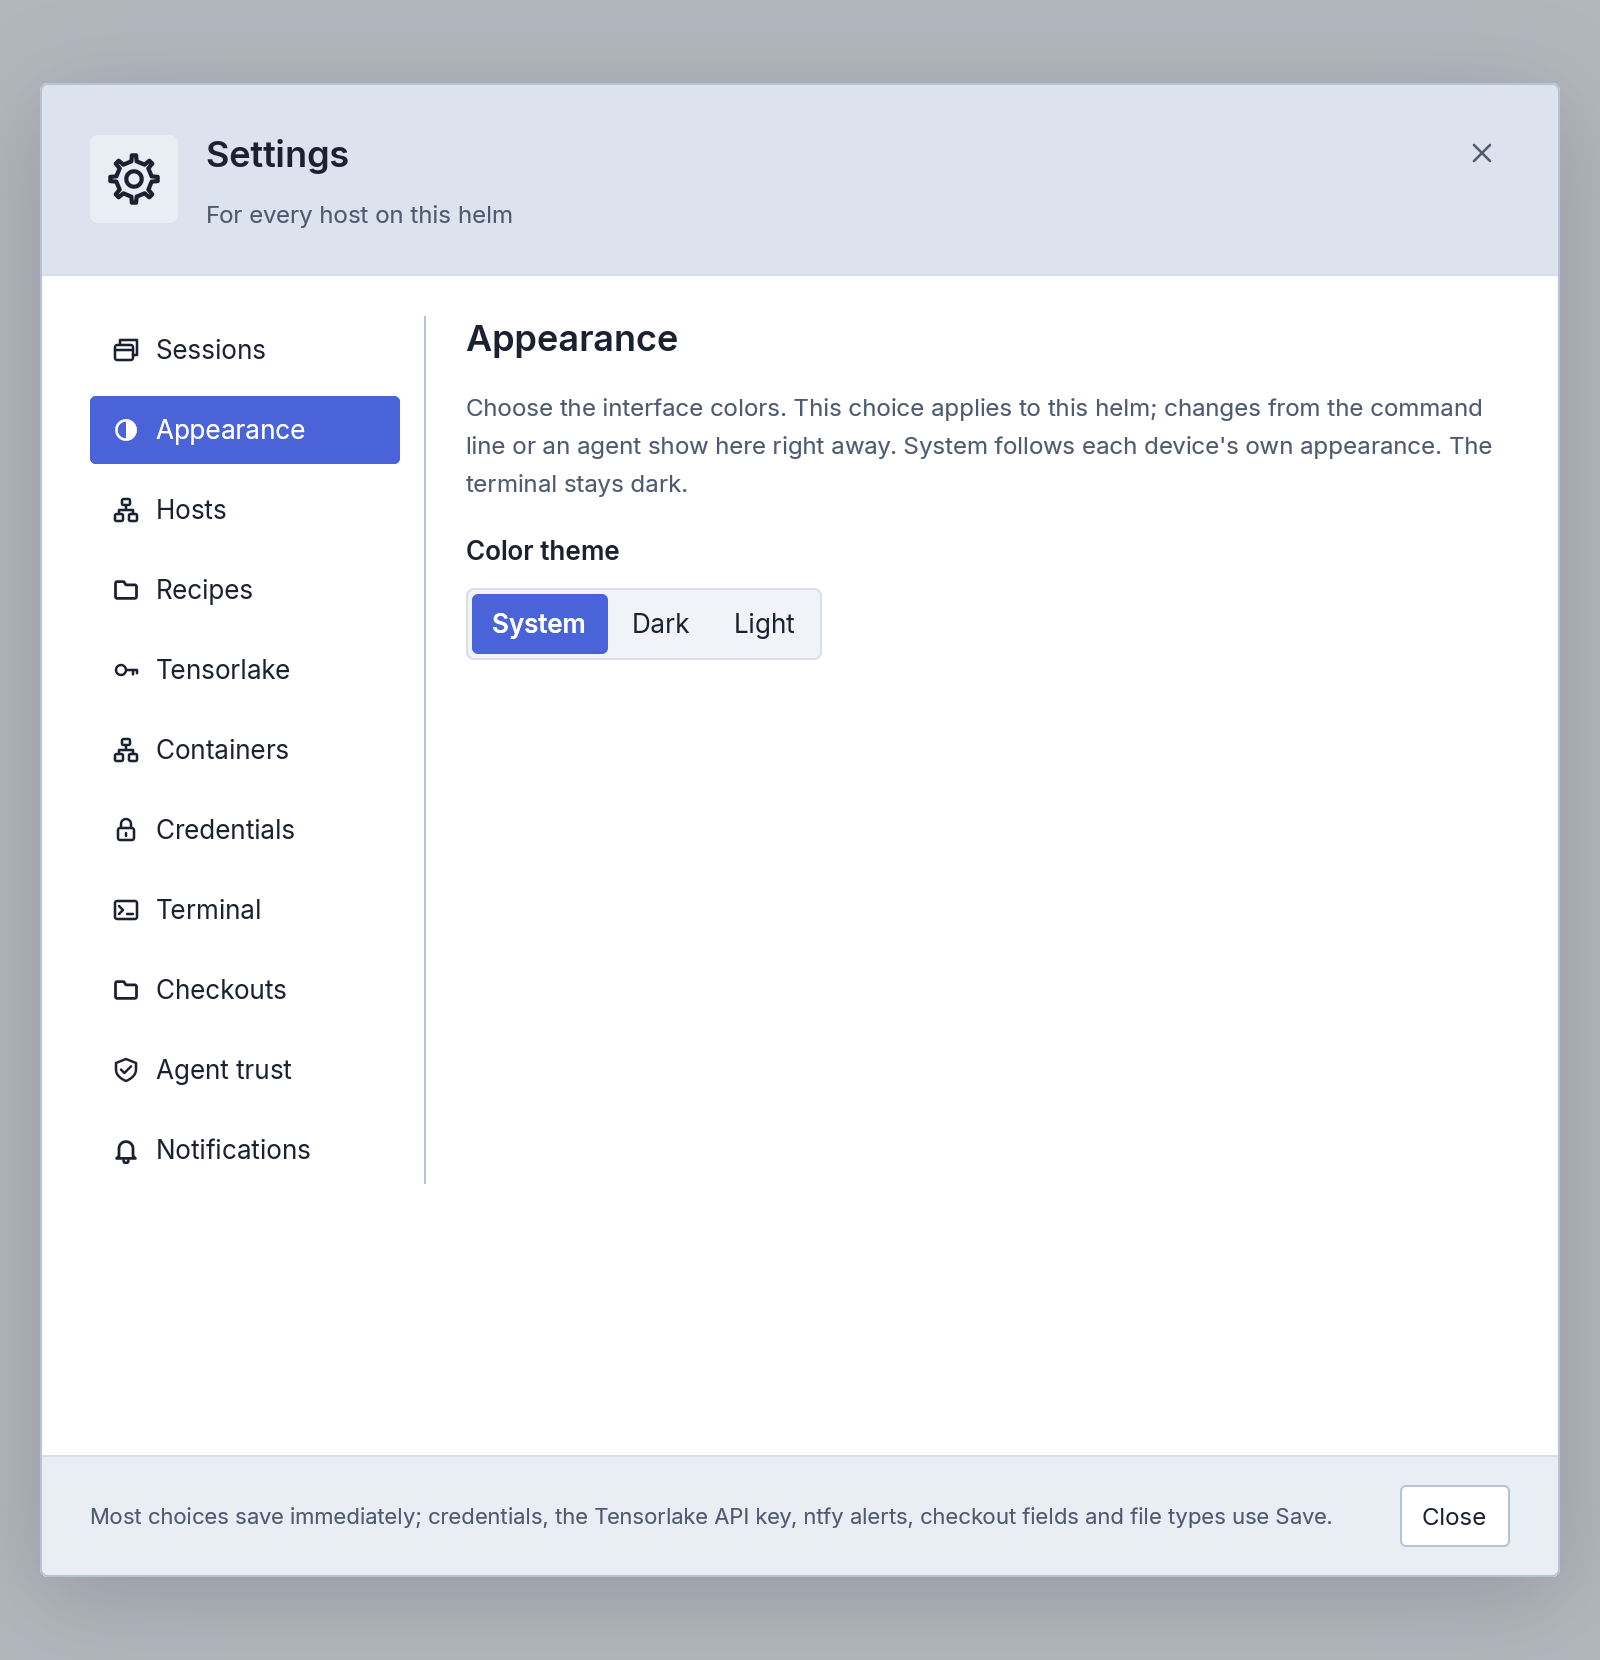 Settings
For every host on this helm
Sessions
Appearance
Hosts
Recipes
Tensorlake
Containers
Credentials
Terminal
Checkouts
Agent trust
Notifications
Appearance
Choose the interface colors. This choice applies to this helm; changes from the command
line or an agent show here right away. System follows each device's own appearance. The
terminal stays dark.
Color theme
System Dark Light
Most choices save immediately; credentials, the Tensorlake API key, ntfy alerts, checkout fields and file types use Save.
Close